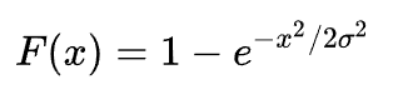 F(x) = 1 − e^{−x²/2σ²}